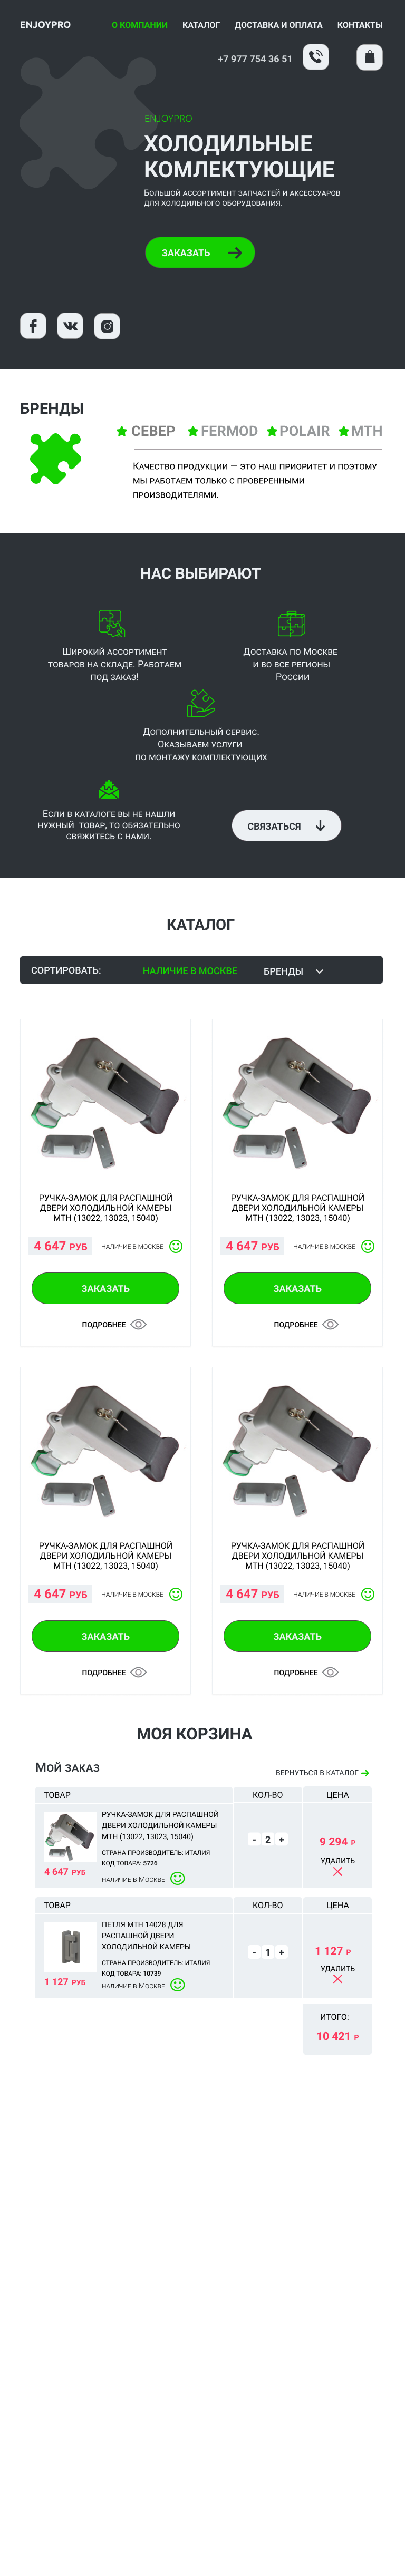 ENJOYPRO
О КОМПАНИИ КАТАЛОГ ДОСТАВКА И ОПЛАТА КОНТАКТЫ
+7 977 754 36 51
ENJOYPRO
ХОЛОДИЛЬНЫЕ
КОМЛЕКТУЮЩИЕ
Большой ассортимент запчастей и аксессуаров
для холодильного оборудования.
ЗАКАЗАТЬ
БРЕНДЫ
СЕВЕР FERMOD POLAIR MTH
Качество продукции — это наш приоритет и поэтому
мы работаем только с проверенными
производителями.
НАС ВЫБИРАЮТ
Широкий ассортимент
товаров на складе. Работаем
под заказ!
Доставка по Москве
и во все регионы
России
Дополнительный сервис.
Оказываем услуги
по монтажу комплектующих
Если в каталоге вы не нашли
нужный товар, то обязательно
свяжитесь с нами.
СВЯЗАТЬСЯ
КАТАЛОГ
СОРТИРОВАТЬ: НАЛИЧИЕ В МОСКВЕ БРЕНДЫ
РУЧКА-ЗАМОК ДЛЯ РАСПАШНОЙ
ДВЕРИ ХОЛОДИЛЬНОЙ КАМЕРЫ
МТН (13022, 13023, 15040)
4 647 РУБ НАЛИЧИЕ В МОСКВЕ
ЗАКАЗАТЬ
ПОДРОБНЕЕ
РУЧКА-ЗАМОК ДЛЯ РАСПАШНОЙ
ДВЕРИ ХОЛОДИЛЬНОЙ КАМЕРЫ
МТН (13022, 13023, 15040)
4 647 РУБ НАЛИЧИЕ В МОСКВЕ
ЗАКАЗАТЬ
ПОДРОБНЕЕ
РУЧКА-ЗАМОК ДЛЯ РАСПАШНОЙ
ДВЕРИ ХОЛОДИЛЬНОЙ КАМЕРЫ
МТН (13022, 13023, 15040)
4 647 РУБ НАЛИЧИЕ В МОСКВЕ
ЗАКАЗАТЬ
ПОДРОБНЕЕ
РУЧКА-ЗАМОК ДЛЯ РАСПАШНОЙ
ДВЕРИ ХОЛОДИЛЬНОЙ КАМЕРЫ
МТН (13022, 13023, 15040)
4 647 РУБ НАЛИЧИЕ В МОСКВЕ
ЗАКАЗАТЬ
ПОДРОБНЕЕ
МОЯ КОРЗИНА
Мой заказ
ВЕРНУТЬСЯ В КАТАЛОГ
ТОВАР КОЛ-ВО ЦЕНА
РУЧКА-ЗАМОК ДЛЯ РАСПАШНОЙ
ДВЕРИ ХОЛОДИЛЬНОЙ КАМЕРЫ
МТН (13022, 13023, 15040)
СТРАНА ПРОИЗВОДИТЕЛЬ: ИТАЛИЯ
КОД ТОВАРА: 5726
наличие в Москве
4 647 РУБ
- 2 +
9 294 Р
УДАЛИТЬ
ТОВАР КОЛ-ВО ЦЕНА
ПЕТЛЯ МТН 14028 ДЛЯ
РАСПАШНОЙ ДВЕРИ
ХОЛОДИЛЬНОЙ КАМЕРЫ
СТРАНА ПРОИЗВОДИТЕЛЬ: ИТАЛИЯ
КОД ТОВАРА: 10739
наличие в Москве
1 127 РУБ
- 1 +
1 127 Р
УДАЛИТЬ
ИТОГО:
10 421 Р